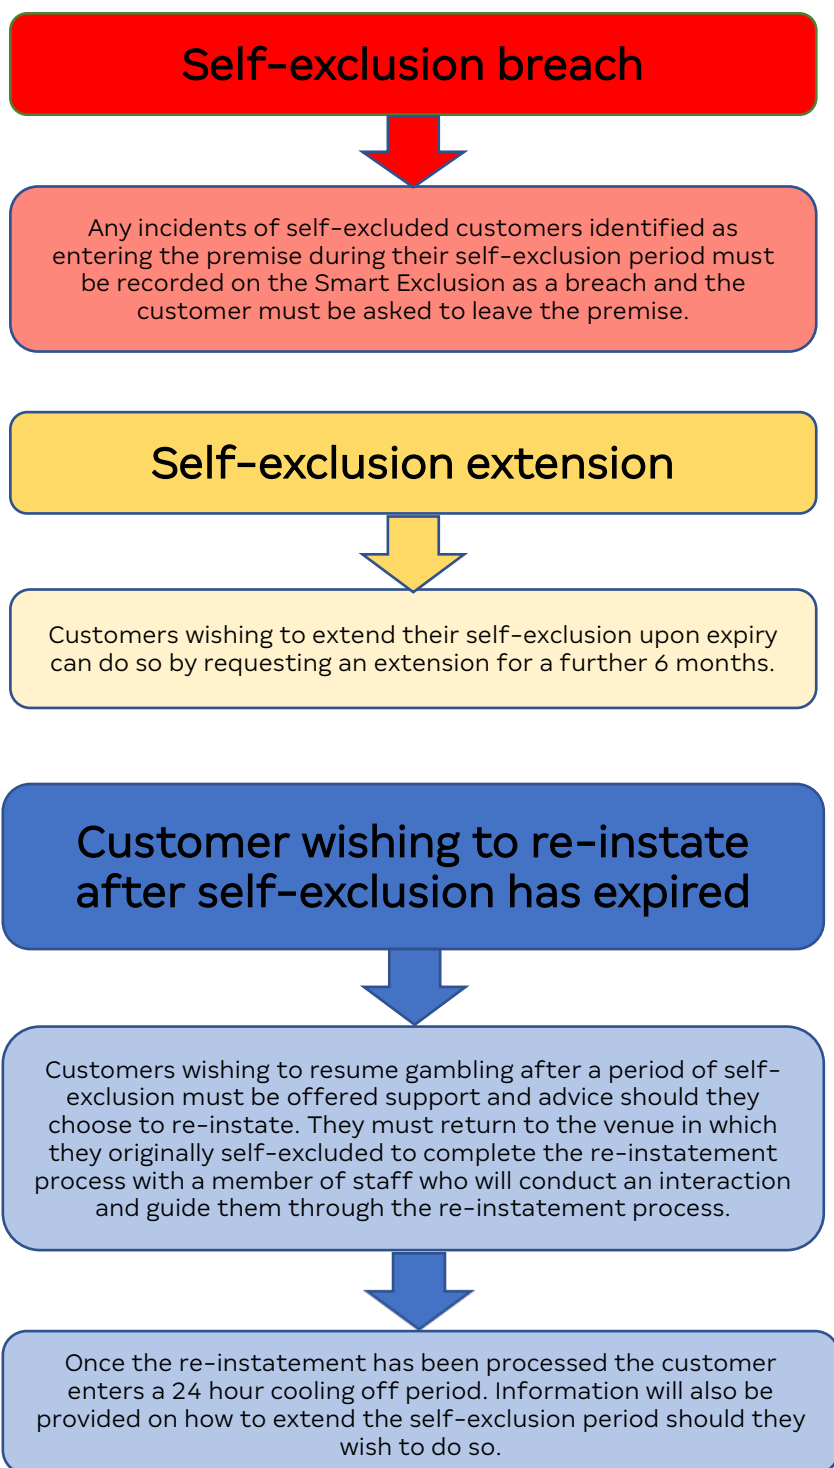 Self-exclusion breach
Any incidents of self-excluded customers identified as
entering the premise during their self-exclusion period must
be recorded on the Smart Exclusion as a breach and the
customer must be asked to leave the premise.
Self-exclusion extension
Customers wishing to extend their self-exclusion upon expiry
can do so by requesting an extension for a further 6 months.
Customer wishing to re-instate
after self-exclusion has expired
Customers wishing to resume gambling after a period of self-
exclusion must be offered support and advice should they
choose to re-instate. They must return to the venue in which
they originally self-excluded to complete the re-instatement
process with a member of staff who will conduct an interaction
and guide them through the re-instatement process.
Once the re-instatement has been processed the customer
enters a 24 hour cooling off period. Information will also be
provided on how to extend the self-exclusion period should they
wish to do so.